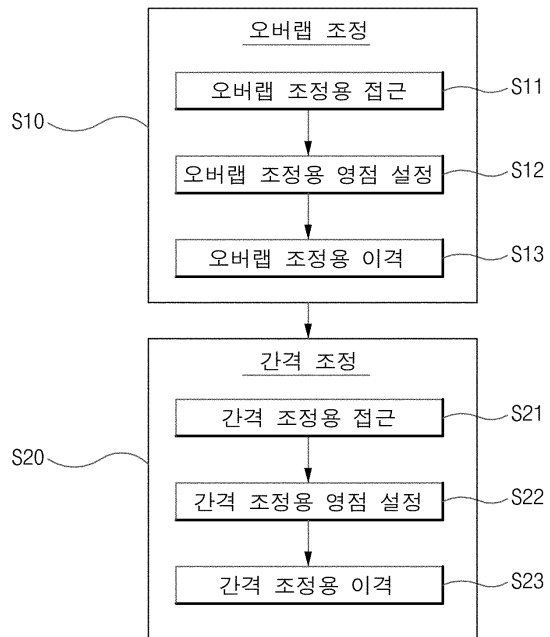 오버랩 조정
오버랩 조정용 접근
S11
S10
오버랩 조정용 영점 설정
S12
오버랩 조정용 이격
S13
간격 조정
간격 조정용 접근
S21
S20
간격 조정용 영점 설정
S22
간격 조정용 이격
S23